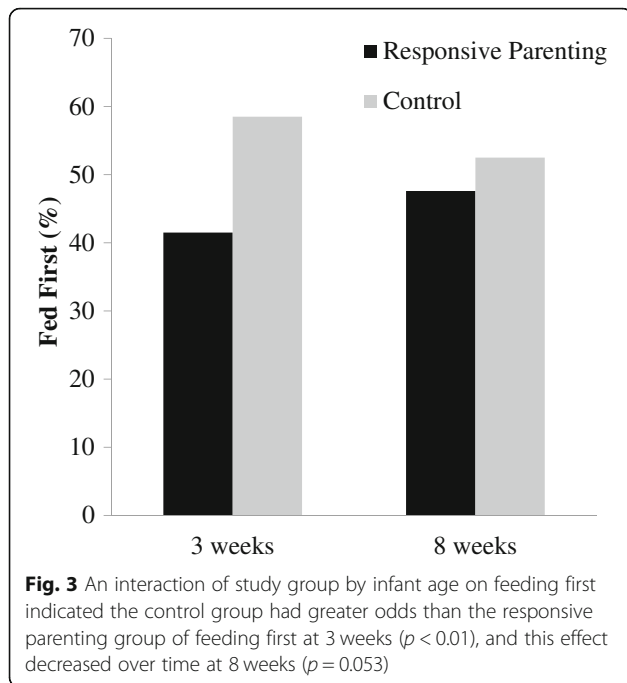 70
60
50
40
30
20
10
0
Fed First (%)
Responsive Parenting
Control
3 weeks
8 weeks
Fig. 3 An interaction of study group by infant age on feeding first
indicated the control group had greater odds than the responsive
parenting group of feeding first at 3 weeks (p < 0.01), and this effect
decreased over time at 8 weeks (p = 0.053)